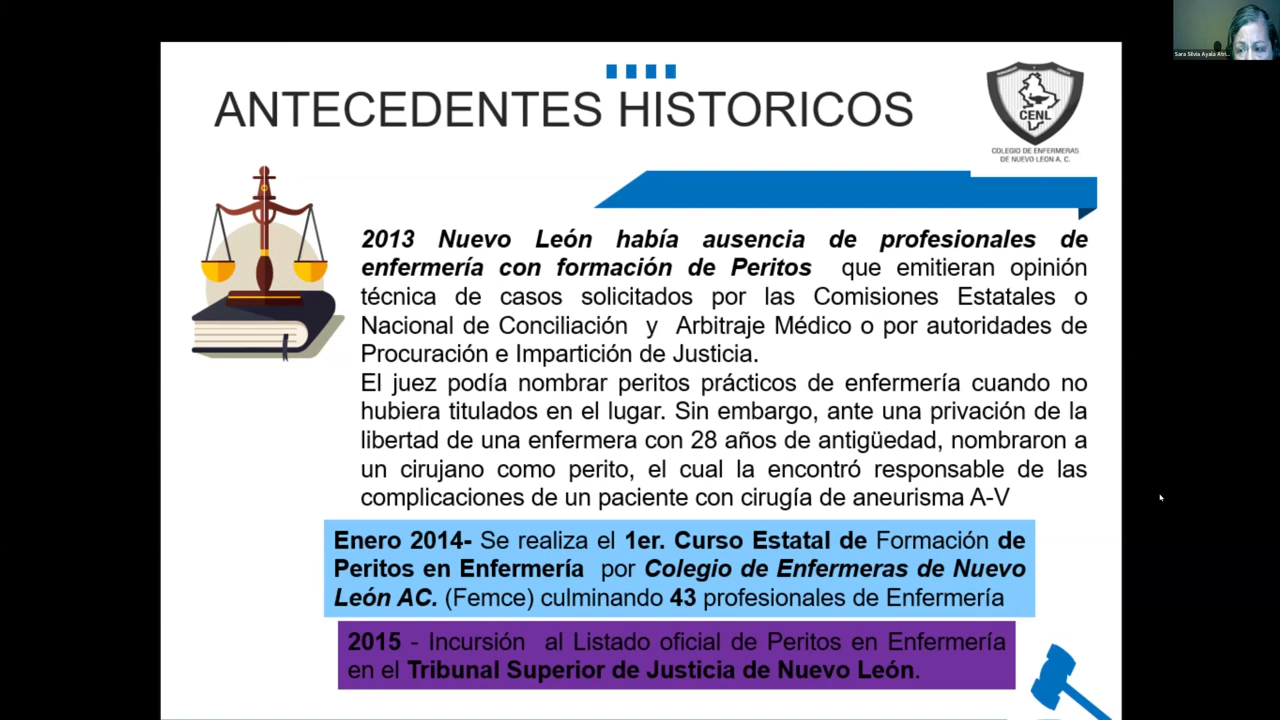 Sara Silvia Ayala Afri...
ANTECEDENTES HISTORICOS
CENL
COLEGIO DE ENFERMERAS
DE NUEVO LEON A. C.
2013 Nuevo León había ausencia de profesionales de
enfermería con formación de Peritos que emitieran opinión
técnica de casos solicitados por las Comisiones Estatales o
Nacional de Conciliación y Arbitraje Médico o por autoridades de
Procuración e Impartición de Justicia.
El juez podía nombrar peritos prácticos de enfermería cuando no
hubiera titulados en el lugar. Sin embargo, ante una privación de la
libertad de una enfermera con 28 años de antigüedad, nombraron a
un cirujano como perito, el cual la encontró responsable de las
complicaciones de un paciente con cirugía de aneurisma A-V
Enero 2014- Se realiza el 1er. Curso Estatal de Formación de
Peritos en Enfermería por Colegio de Enfermeras de Nuevo
León AC. (Femce) culminando 43 profesionales de Enfermería
2015 - Incursión al Listado oficial de Peritos en Enfermería
en el Tribunal Superior de Justicia de Nuevo León.